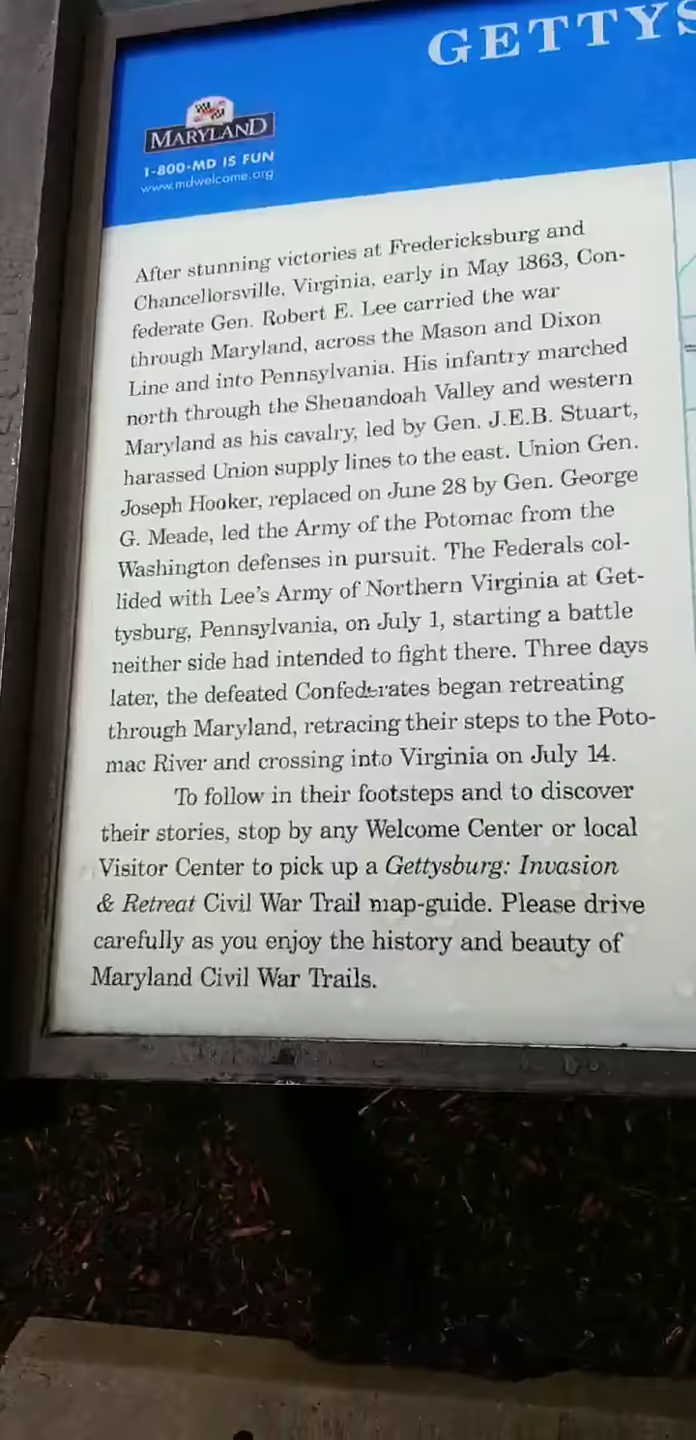 GETTYS
MARYLAND
1-800-MD IS FUN
www.mdwelcome.org
After stunning victories at Fredericksburg and
Chancellorsville, Virginia, early in May 1863, Con-
federate Gen. Robert E. Lee carried the war
through Maryland, across the Mason and Dixon
Line and into Pennsylvania. His infantry marched
north through the Shenandoah Valley and western
Maryland as his cavalry, led by Gen. J.E.B. Stuart,
harassed Union supply lines to the east. Union Gen.
Joseph Hooker, replaced on June 28 by Gen. George
G. Meade, led the Army of the Potomac from the
Washington defenses in pursuit. The Federals col-
lided with Lee's Army of Northern Virginia at Get-
tysburg, Pennsylvania, on July 1, starting a battle
neither side had intended to fight there. Three days
later, the defeated Confederates began retreating
through Maryland, retracing their steps to the Poto-
mac River and crossing into Virginia on July 14.
To follow in their footsteps and to discover
their stories, stop by any Welcome Center or local
Visitor Center to pick up a Gettysburg: Invasion
& Retreat Civil War Trail map-guide. Please drive
carefully as you enjoy the history and beauty of
Maryland Civil War Trails.